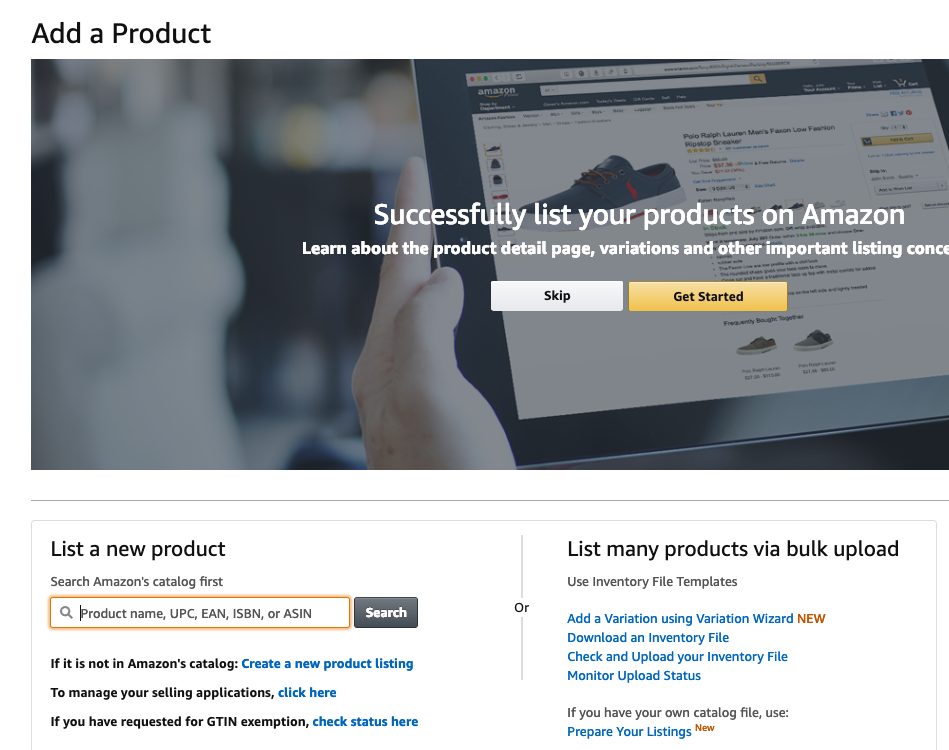 Add a Product
amazon
Polo Ralph Lauren Men's Faxon Low Fashion
Ripstop Sneaker
Successfully list your products on Amazon
Learn about the product detail page, variations and other important listing conce
Skip
Get Started
Frequently Bought Together
List a new product
Search Amazon's catalog first
Product name, UPC, EAN, ISBN, or ASIN
Search
If it is not in Amazon's catalog: Create a new product listing
To manage your selling applications, click here
If you have requested for GTIN exemption, check status here
Or
List many products via bulk upload
Use Inventory File Templates
Add a Variation using Variation Wizard NEW
Download an Inventory File
Check and Upload your Inventory File
Monitor Upload Status
If you have your own catalog file, use:
Prepare Your Listings New